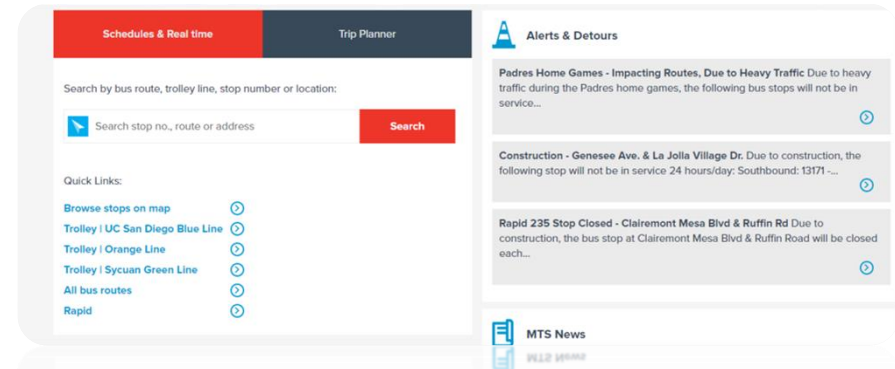 Schedules & Real time
Trip Planner
Search by bus route, trolley line, stop number or location:
Search stop no., route or address
Search
Quick Links:
Browse stops on map
Trolley | UC San Diego Blue Line
Trolley | Orange Line
Trolley | Sycuan Green Line
All bus routes
Rapid
Alerts & Detours
Padres Home Games - Impacting Routes, Due to Heavy Traffic Due to heavy
traffic during the Padres home games, the following bus stops will not be in
service...
Construction - Genesee Ave. & La Jolla Village Dr. Due to construction, the
following stop will not be in service 24 hours/day: Southbound: 13171 -...
Rapid 235 Stop Closed - Clairemont Mesa Blvd & Ruffin Rd Due to
construction, the bus stop at Clairemont Mesa Blvd & Ruffin Road will be closed
each...
MTS News